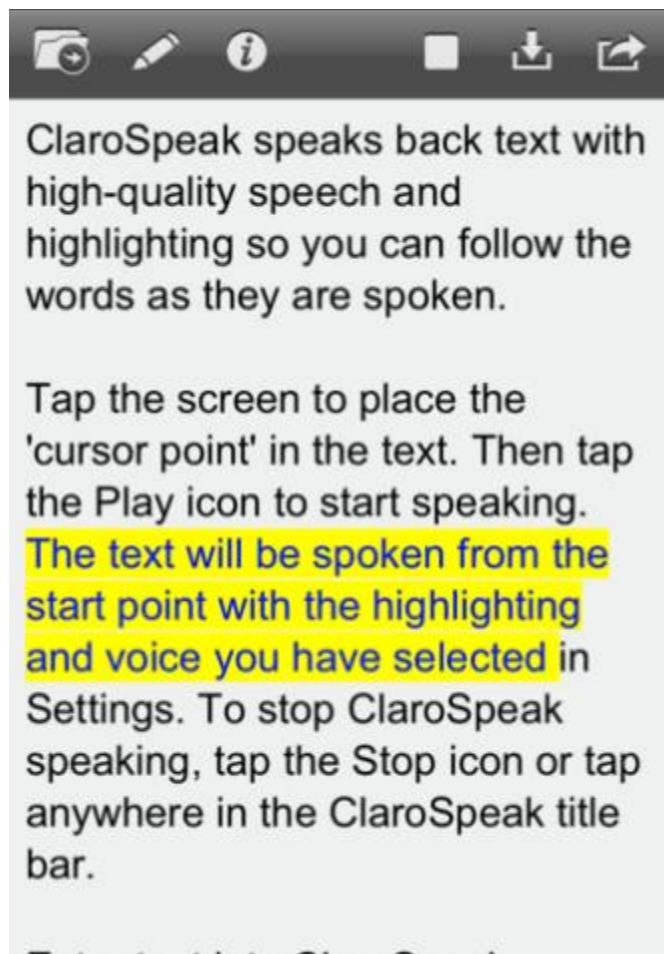 ClaroSpeak speaks back text with
high-quality speech and
highlighting so you can follow the
words as they are spoken.
Tap the screen to place the
'cursor point' in the text. Then tap
the Play icon to start speaking.
The text will be spoken from the
start point with the highlighting
and voice you have selected in
Settings. To stop ClaroSpeak
speaking, tap the Stop icon or tap
anywhere in the ClaroSpeak title
bar.